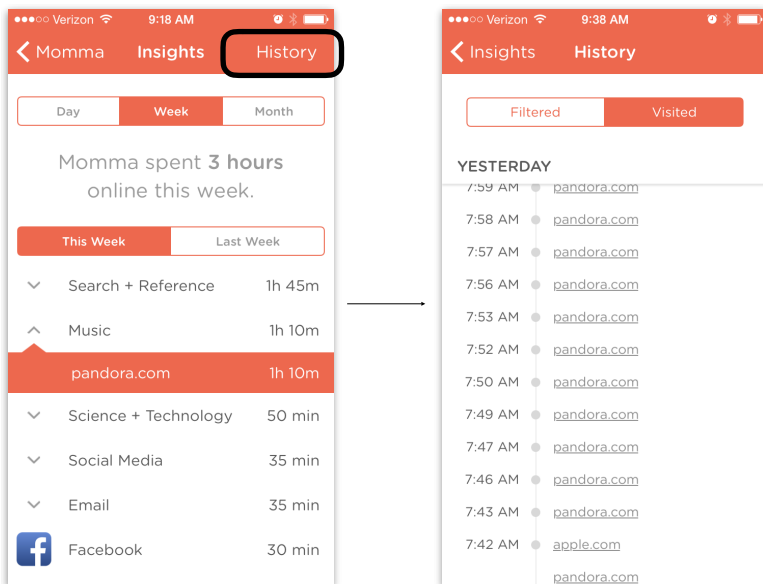 Verizon 9:18 AM
Momma Insights History
Day Week Month
Momma spent 3 hours
online this week.
This Week Last Week
Search + Reference 1h 45m
Music 1h 10m
pandora.com 1h 10m
Science + Technology 50 min
Social Media 35 min
Email 35 min
Facebook 30 min
Verizon 9:38 AM
Insights History
Filtered Visited
YESTERDAY
7:59 AM pandora.com
7:58 AM pandora.com
7:57 AM pandora.com
7:56 AM pandora.com
7:53 AM pandora.com
7:52 AM pandora.com
7:50 AM pandora.com
7:49 AM pandora.com
7:47 AM pandora.com
7:46 AM pandora.com
7:43 AM pandora.com
7:42 AM apple.com
pandora.com